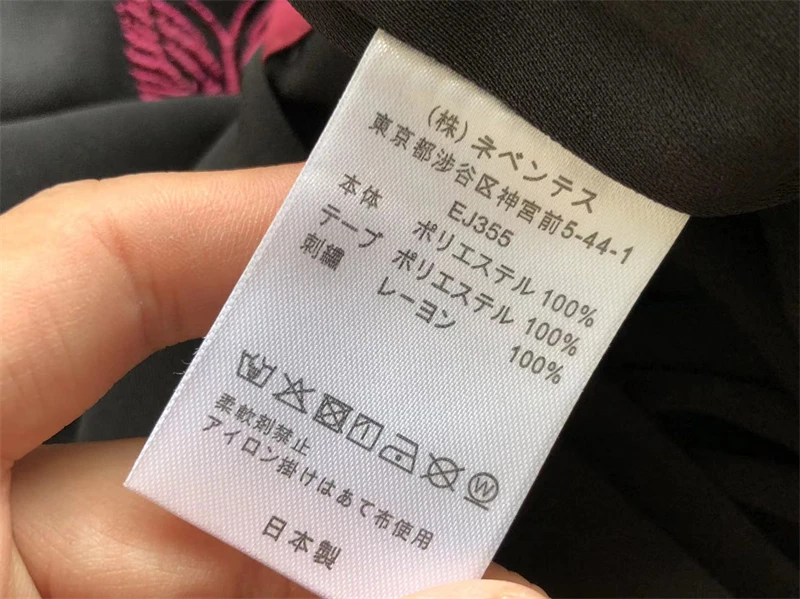 (株)ネペンテス
東京都渋谷区神宮前5-44-1
EJ355
本体 ポリエステル 100%
テープ ポリエステル 100%
刺繍 レーヨン 100%
W
柔軟剤禁止
アイロン掛けはあて布使用
日本製